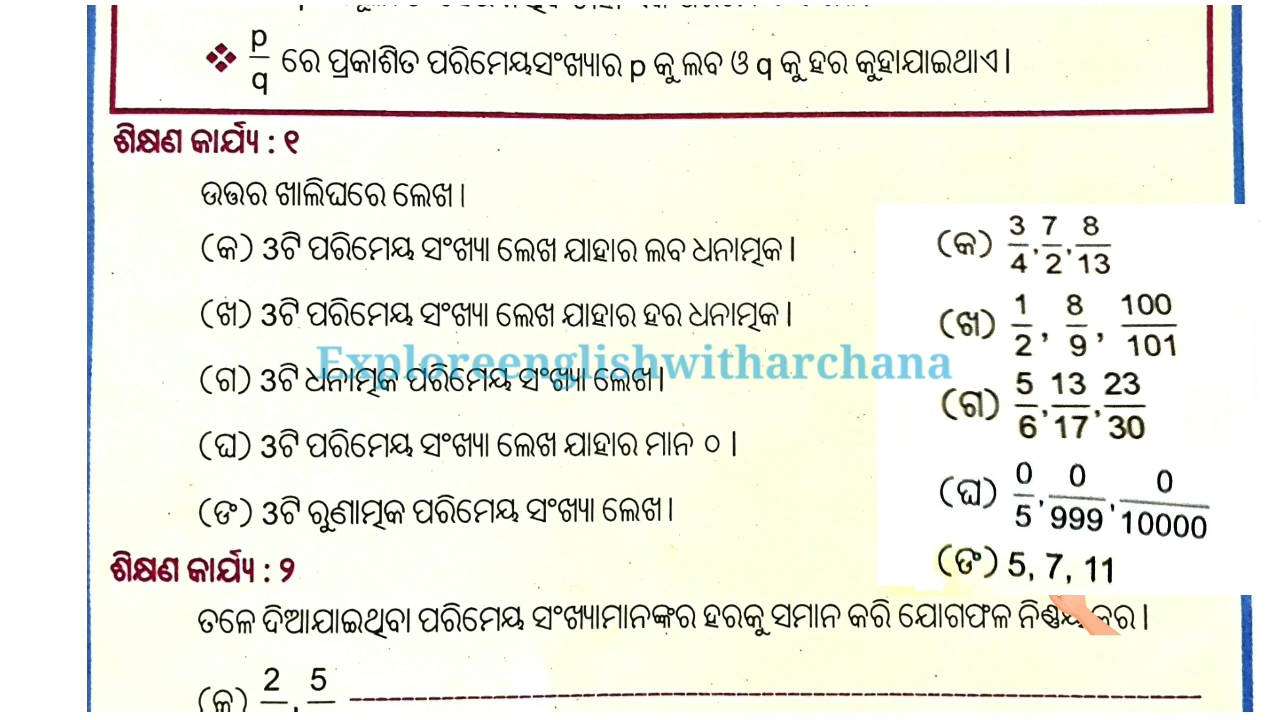 ❖ p/q ରେ ପ୍ରକାଶିତ ପରିମେୟସଂଖ୍ୟାର p କୁ ଲବ ଓ q କୁ ହର କୁହାଯାଇଥାଏ।
ଶିକ୍ଷଣ କାର୍ଯ୍ୟ : ୧
ଉତ୍ତର ଖାଲିଘରେ ଲେଖ।
(କ) 3ଟି ପରିମେୟ ସଂଖ୍ୟା ଲେଖ ଯାହାର ଲବ ଧନାତ୍ମକ।
(କ) 3/4, 7/2, 8/13
(ଖ) 3ଟି ପରିମେୟ ସଂଖ୍ୟା ଲେଖ ଯାହାର ହର ଧନାତ୍ମକ।
(ଖ) 1/2, 8/9, 100/101
Exploreenglishwitharchana
(ଗ) 3ଟି ଧନାତ୍ମକ ପରିମେୟ ସଂଖ୍ୟା ଲେଖ।
(ଗ) 5/6, 13/17, 23/30
(ଘ) 3ଟି ପରିମେୟ ସଂଖ୍ୟା ଲେଖ ଯାହାର ମାନ ୦।
(ଘ) 0/5, 0/999, 0/10000
(ଙ) 3ଟି ରୁଣାତ୍ମକ ପରିମେୟ ସଂଖ୍ୟା ଲେଖ।
(ଙ) 5, 7, 11
ଶିକ୍ଷଣ କାର୍ଯ୍ୟ : ୨
ତଳେ ଦିଆଯାଇଥିବା ପରିମେୟ ସଂଖ୍ୟାମାନଙ୍କର ହରକୁ ସମାନ କରି ଯୋଗଫଳ ନିର୍ଣ୍ଣୟ କର।
(କ) 2 , 5